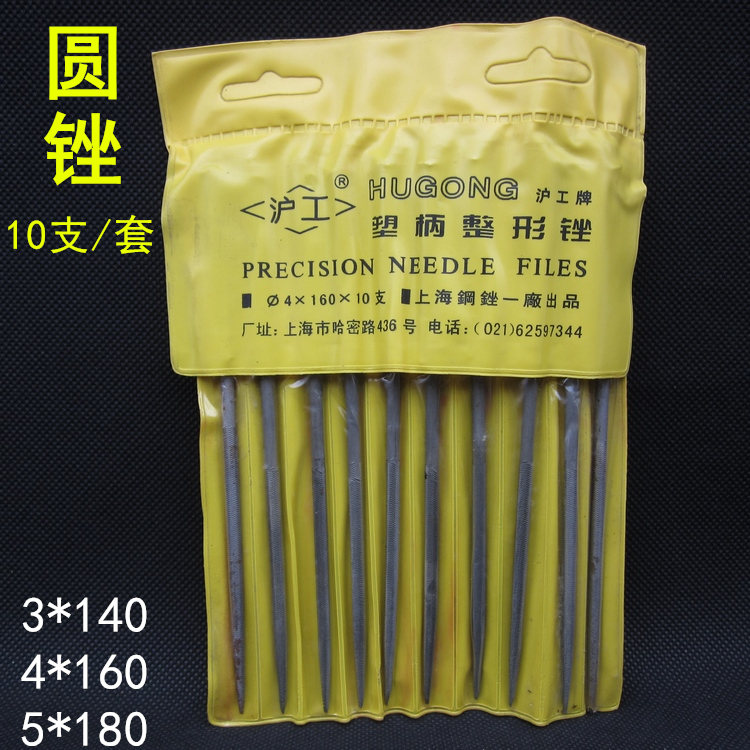 圆
锉
10支/套
沪工® HUGONG 沪工牌
塑柄整形锉
PRECISION NEEDLE FILES
■ Ø4×160×10支 ■上海鋼銼一廠出品
厂址:上海市哈密路436号 电话:(021)62597344
3*140
4*160
5*180